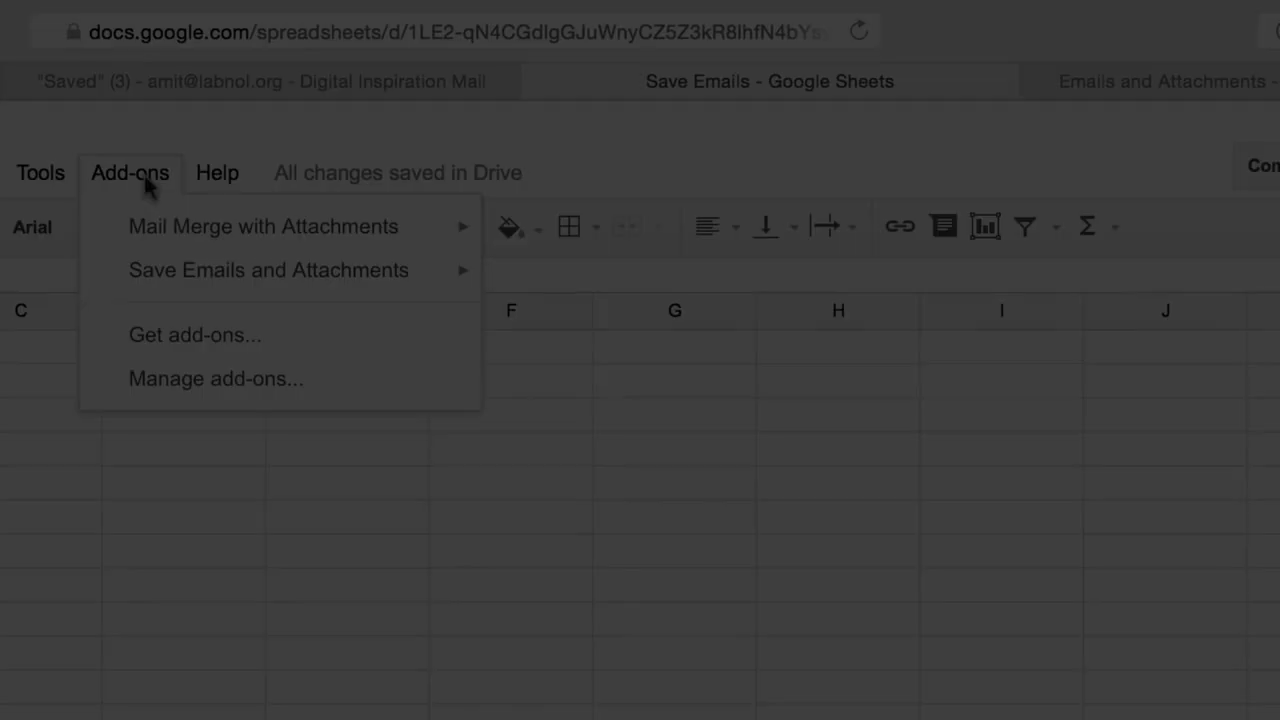 docs.google.com/spreadsheets/d/1LE2-qN4CGdlgGJuWnyCZ5Z3kR8lhfN4bYs
"Saved" (3) - amit@labnol.org - Digital Inspiration Mail
Save Emails - Google Sheets
Emails and Attachments -
Tools Add-ons Help All changes saved in Drive
Arial
Mail Merge with Attachments
Save Emails and Attachments
Get add-ons...
Manage add-ons...
C F G H I J